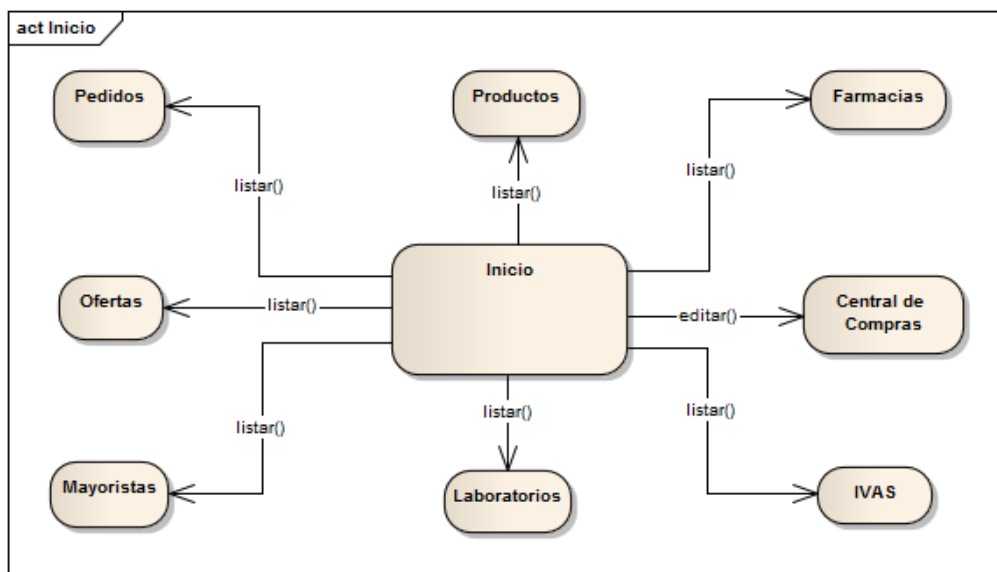 act Inicio
Pedidos
Productos
Farmacias
listar()
listar()
listar()
Inicio
Ofertas
listar()
editar()
Central de
Compras
listar()
listar()
listar()
Mayoristas
Laboratorios
IVAS